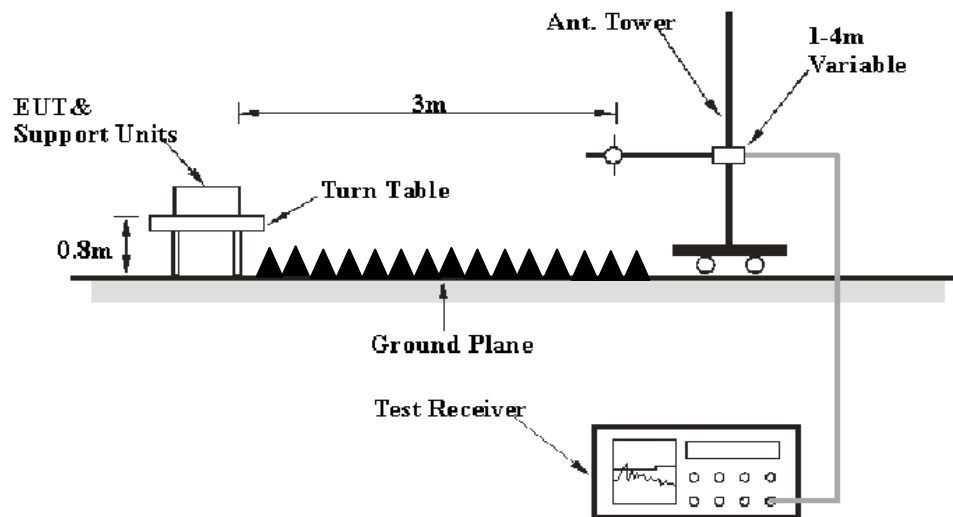 Ant. Tower
1-4m
Variable
3m
EUT &
Support Units
Turn Table
0.8m
Ground Plane
Test Receiver